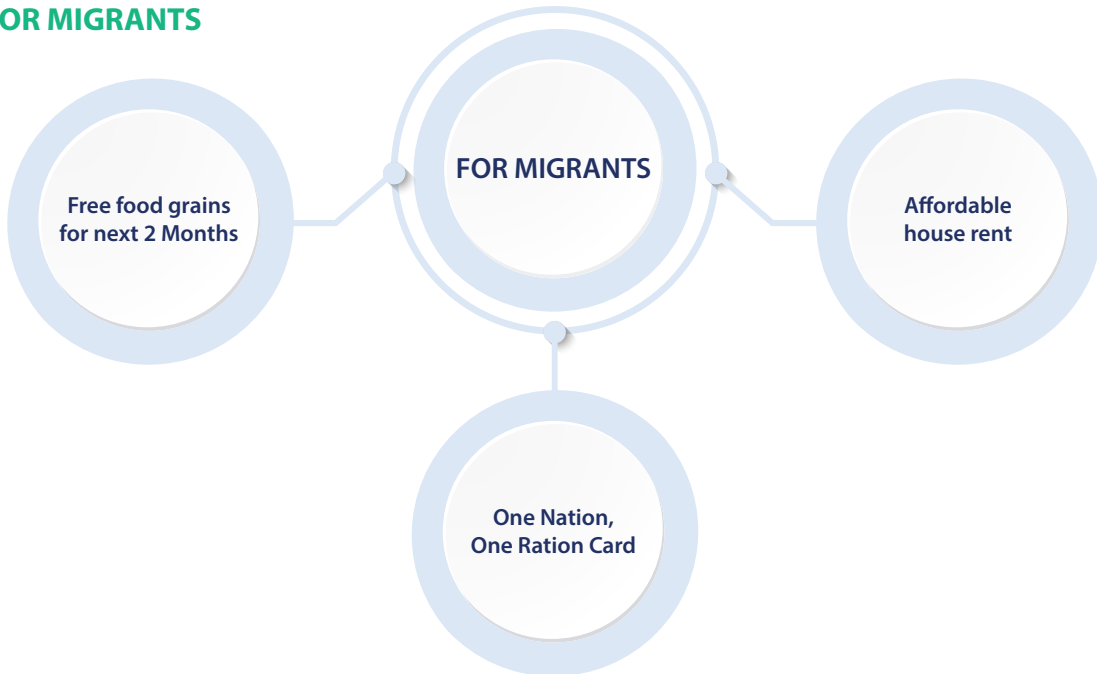 OR MIGRANTS
FOR MIGRANTS
Free food grains
for next 2 Months
Affordable
house rent
One Nation,
One Ration Card